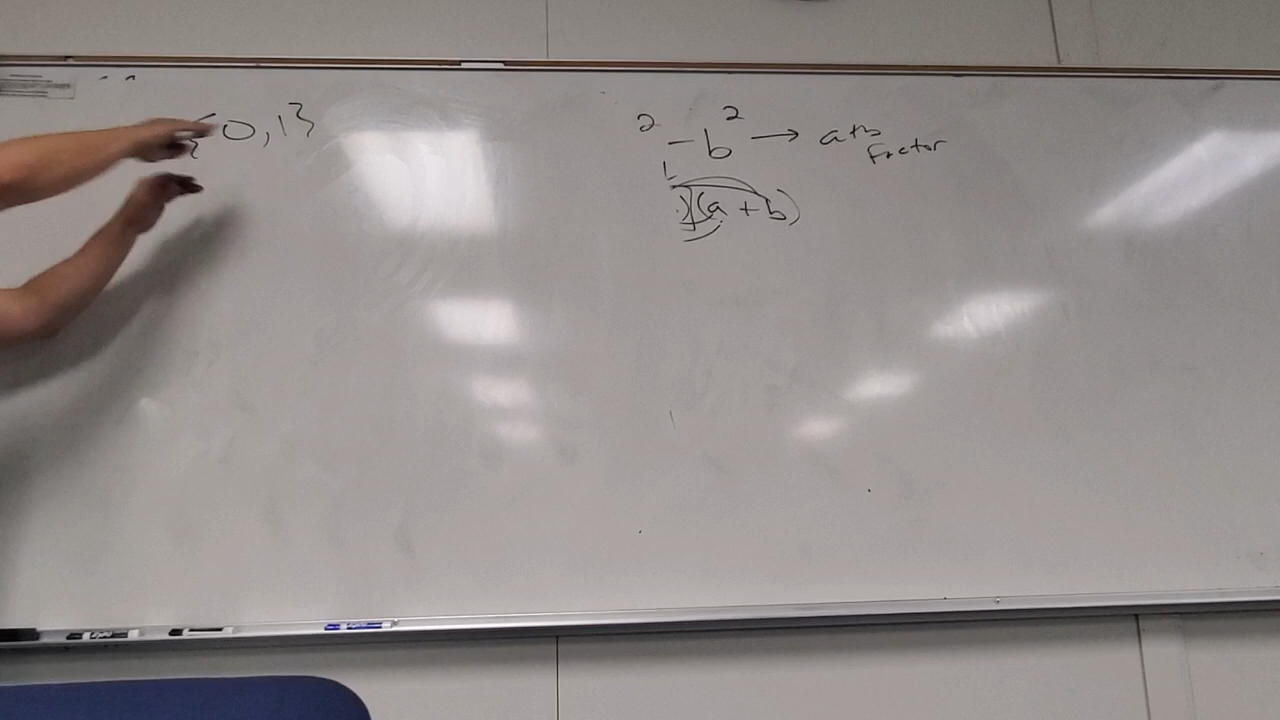 {0,1}
2 - b² → a+b
Factor
)(a + b)